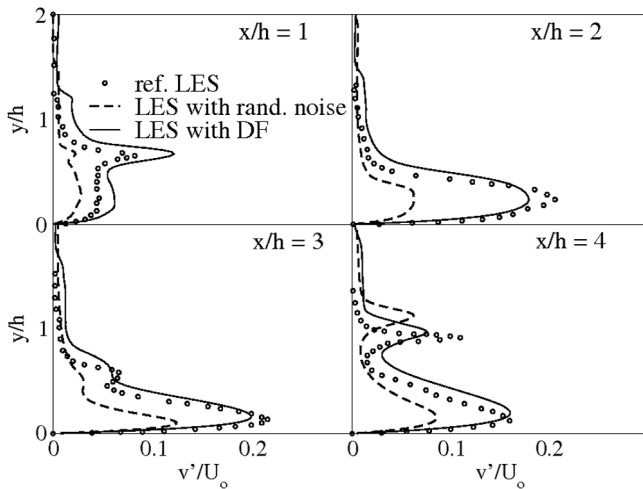 2
x/h = 1
x/h = 2
ref. LES
LES with rand. noise
LES with DF
y/h
1
0
x/h = 3
x/h = 4
y/h
1
0
0 0.1 0.2 0 0.1 0.2
v'/U₀ v'/U₀